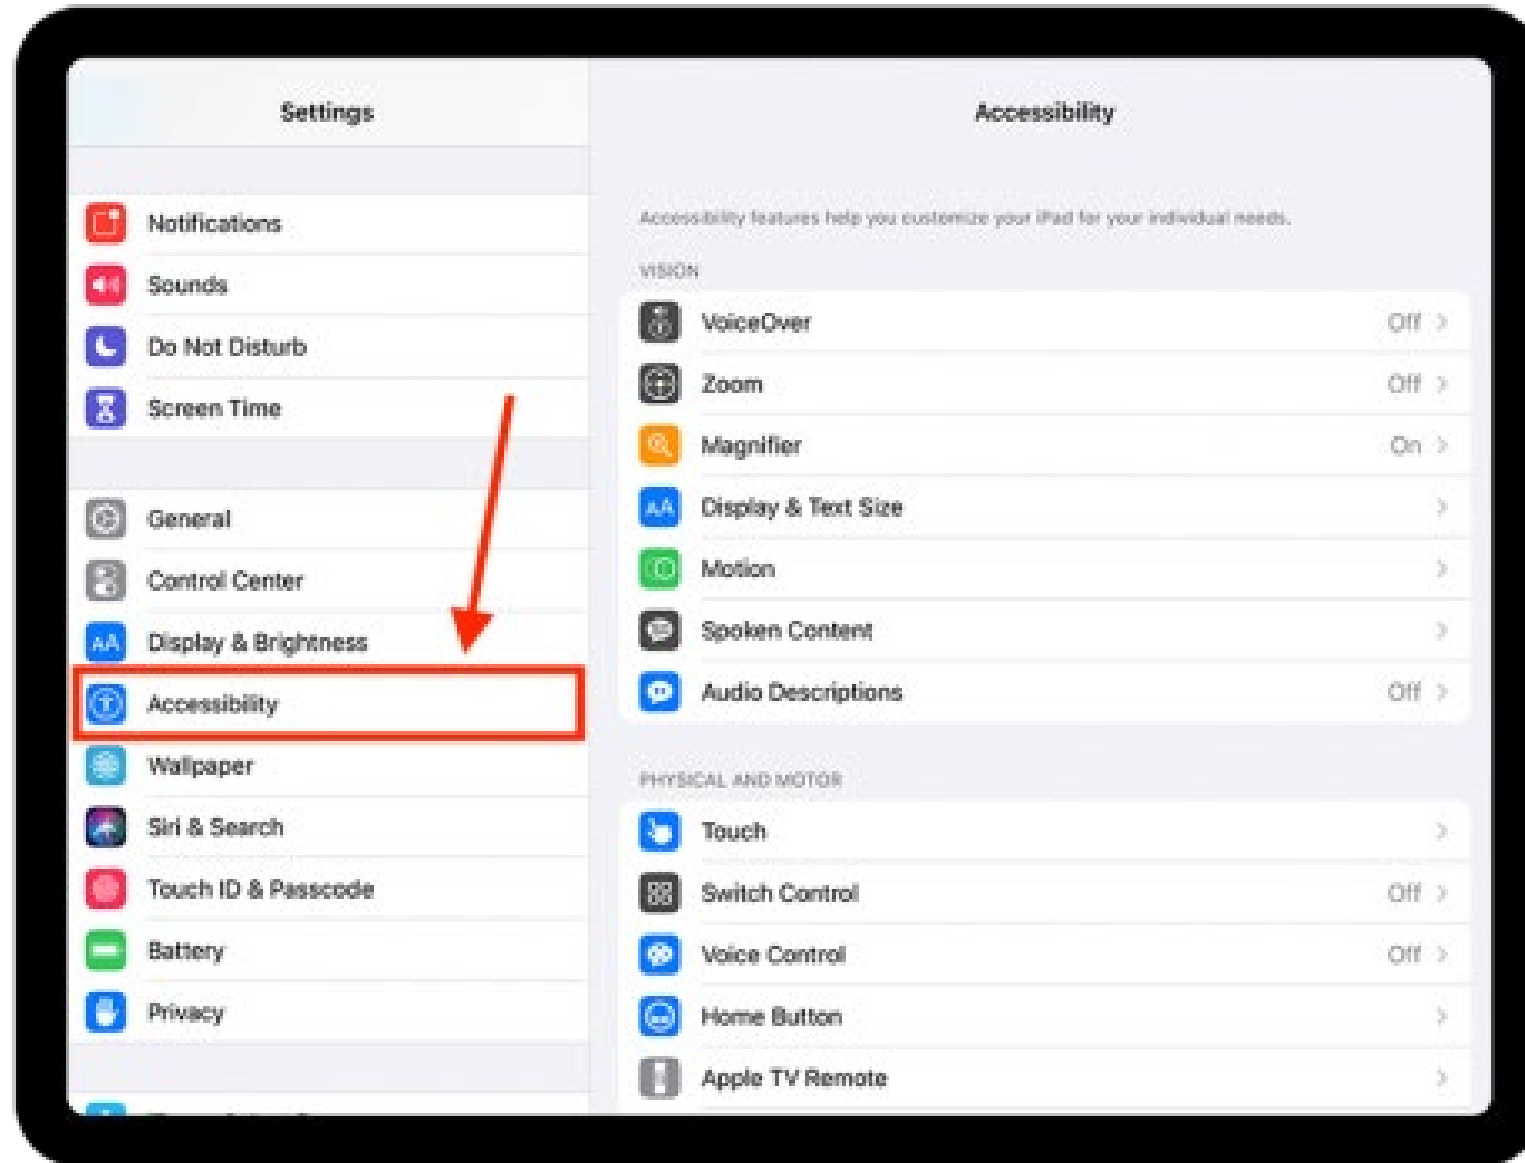 Settings
Notifications
Sounds
Do Not Disturb
Screen Time
General
Control Center
Display & Brightness
Accessibility
Wallpaper
Siri & Search
Touch ID & Passcode
Battery
Privacy
Accessibility
Accessibility features help you customize your iPad for your individual needs.
VISION
VoiceOver Off
Zoom Off
Magnifier On
Display & Text Size
Motion
Spoken Content
Audio Descriptions Off
PHYSICAL AND MOTOR
Touch
Switch Control Off
Voice Control Off
Home Button
Apple TV Remote